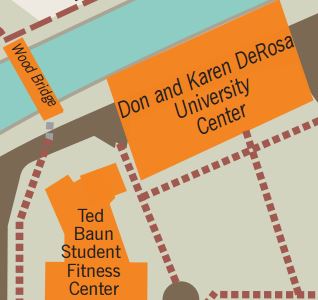 Wood Bridge
Don and Karen DeRosa
University
Center
Ted
Baun
Student
Fitness
Center